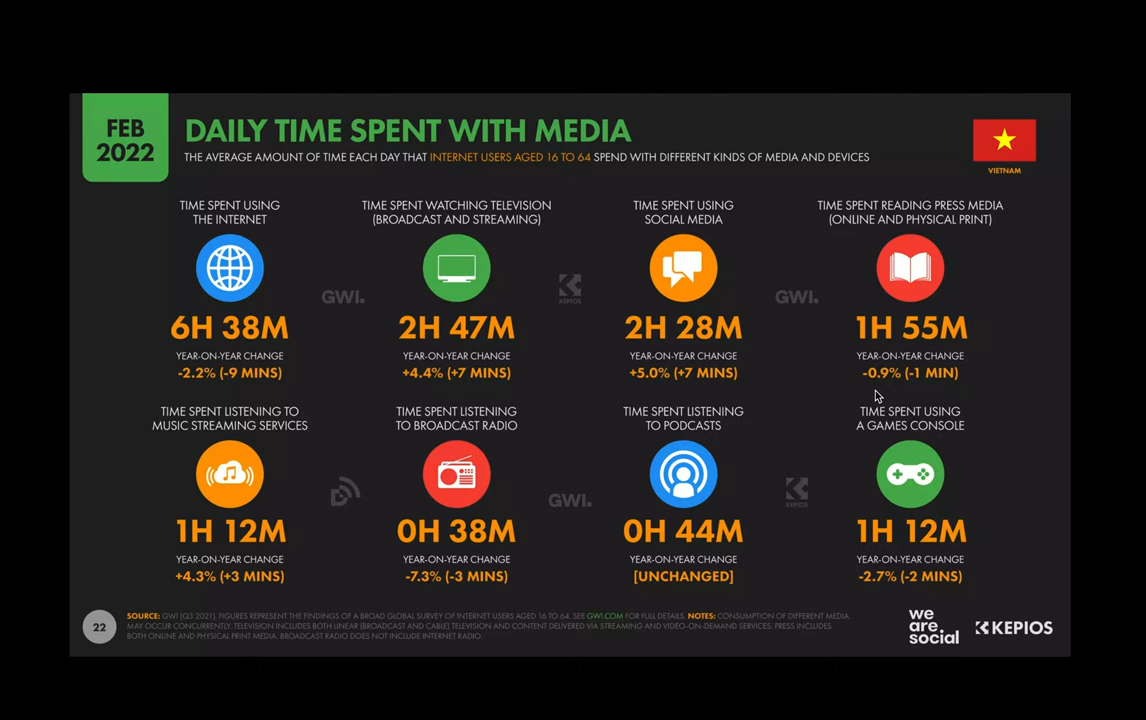 FEB
2022
DAILY TIME SPENT WITH MEDIA
THE AVERAGE AMOUNT OF TIME EACH DAY THAT INTERNET USERS AGED 16 TO 64 SPEND WITH DIFFERENT KINDS OF MEDIA AND DEVICES
VIETNAM
TIME SPENT USING
THE INTERNET
6H 38M
YEAR-ON-YEAR CHANGE
-2.2% (-9 MINS)
TIME SPENT WATCHING TELEVISION
(BROADCAST AND STREAMING)
2H 47M
YEAR-ON-YEAR CHANGE
+4.4% (+7 MINS)
TIME SPENT USING
SOCIAL MEDIA
2H 28M
YEAR-ON-YEAR CHANGE
+5.0% (+7 MINS)
TIME SPENT READING PRESS MEDIA
(ONLINE AND PHYSICAL PRINT)
1H 55M
YEAR-ON-YEAR CHANGE
-0.9% (-1 MIN)
GWI.
KEPIOS
GWI.
TIME SPENT LISTENING TO
MUSIC STREAMING SERVICES
1H 12M
YEAR-ON-YEAR CHANGE
+4.3% (+3 MINS)
TIME SPENT LISTENING
TO BROADCAST RADIO
0H 38M
YEAR-ON-YEAR CHANGE
-7.3% (-3 MINS)
TIME SPENT LISTENING
TO PODCASTS
0H 44M
YEAR-ON-YEAR CHANGE
[UNCHANGED]
TIME SPENT USING
A GAMES CONSOLE
1H 12M
YEAR-ON-YEAR CHANGE
-2.7% (-2 MINS)
GWI.
KEPIOS
22
SOURCE: GWI (Q3 2021). FIGURES REPRESENT THE FINDINGS OF A BROAD GLOBAL SURVEY OF INTERNET USERS AGED 16 TO 64. SEE GWI.COM FOR FULL DETAILS. NOTES: CONSUMPTION OF DIFFERENT MEDIA
MAY OCCUR CONCURRENTLY. TELEVISION INCLUDES BOTH LINEAR (BROADCAST AND CABLE) TELEVISION AND CONTENT DELIVERED VIA STREAMING AND VIDEO-ON-DEMAND SERVICES. PRESS INCLUDES
BOTH ONLINE AND PHYSICAL PRINT MEDIA. BROADCAST RADIO DOES NOT INCLUDE INTERNET RADIO.
we
are
social
KEPIOS